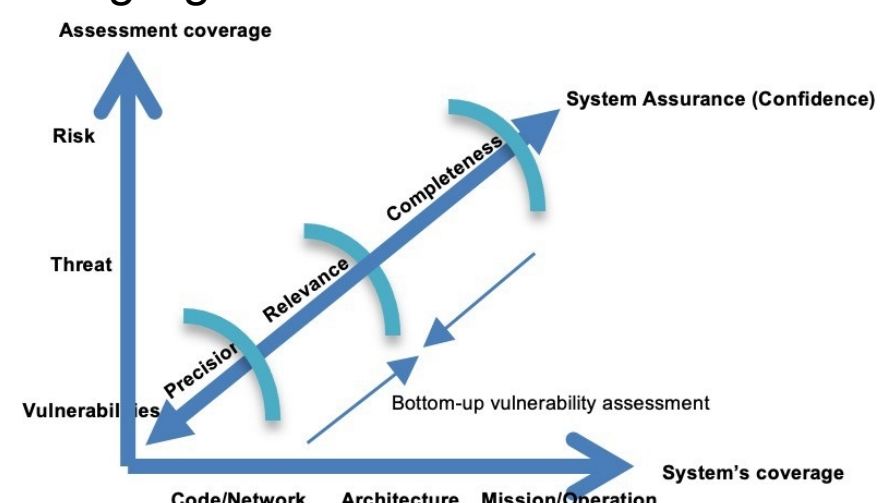 Assessment coverage
System Assurance (Confidence)
Risk
Completeness
Threat
Relevance
Precision
Vulnerabilities
Bottom-up vulnerability assessment
System's coverage
Code/Network Architecture Mission/Operation